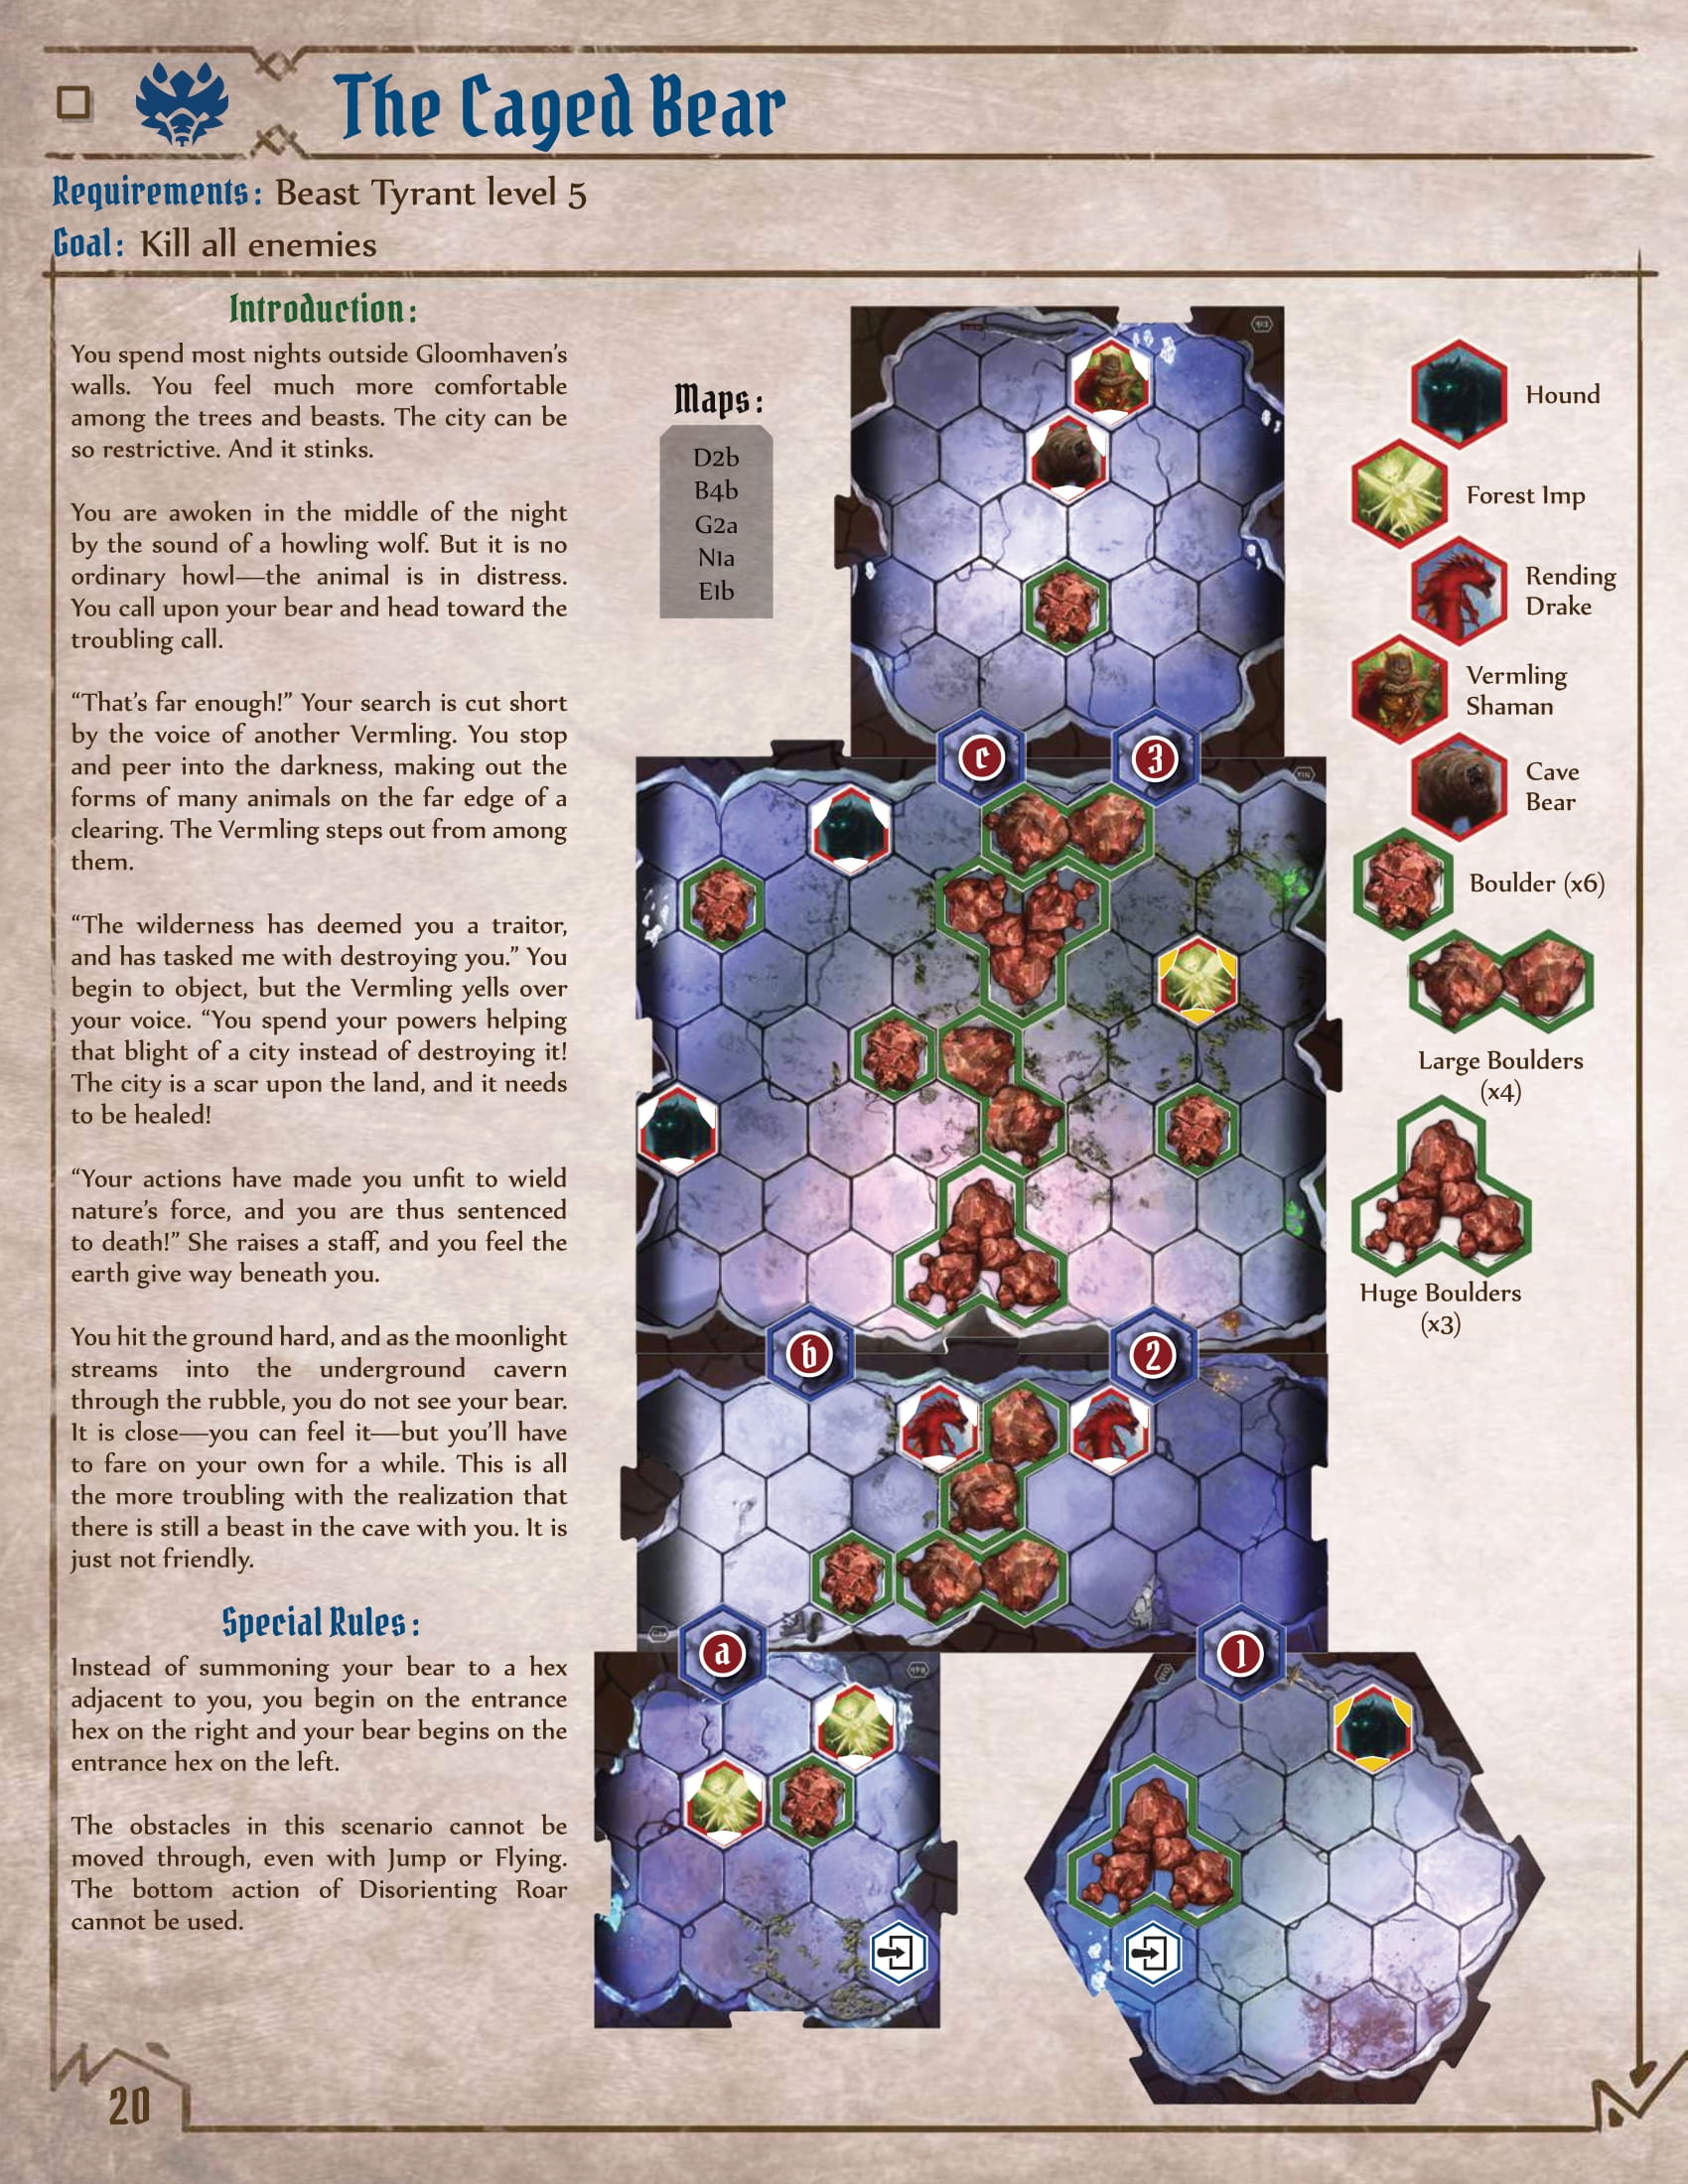 The Caged Bear
Requirements: Beast Tyrant level 5
Goal: Kill all enemies
Introduction:
You spend most nights outside Gloomhaven’s
walls. You feel much more comfortable
among the trees and beasts. The city can be
so restrictive. And it stinks.
You are awoken in the middle of the night
by the sound of a howling wolf. But it is no
ordinary howl—the animal is in distress.
You call upon your bear and head toward the
troubling call.
“That’s far enough!” Your search is cut short
by the voice of another Vermling. You stop
and peer into the darkness, making out the
forms of many animals on the far edge of a
clearing. The Vermling steps out from among
them.
“The wilderness has deemed you a traitor,
and has tasked me with destroying you.” You
begin to object, but the Vermling yells over
your voice. “You spend your powers helping
that blight of a city instead of destroying it!
The city is a scar upon the land, and it needs
to be healed!
“Your actions have made you unfit to wield
nature’s force, and you are thus sentenced
to death!” She raises a staff, and you feel the
earth give way beneath you.
You hit the ground hard, and as the moonlight
streams into the underground cavern
through the rubble, you do not see your bear.
It is close—you can feel it—but you’ll have
to fare on your own for a while. This is all
the more troubling with the realization that
there is still a beast in the cave with you. It is
just not friendly.
Special Rules:
Instead of summoning your bear to a hex
adjacent to you, you begin on the entrance
hex on the right and your bear begins on the
entrance hex on the left.
The obstacles in this scenario cannot be
moved through, even with Jump or Flying.
The bottom action of Disorienting Roar
cannot be used.
Maps:
D2b
B4b
G2a
N1a
E1b
c
3
b
2
a
1
Hound
Forest Imp
Rending
Drake
Vermling
Shaman
Cave
Bear
Boulder (x6)
Large Boulders
(x4)
Huge Boulders
(x3)
20